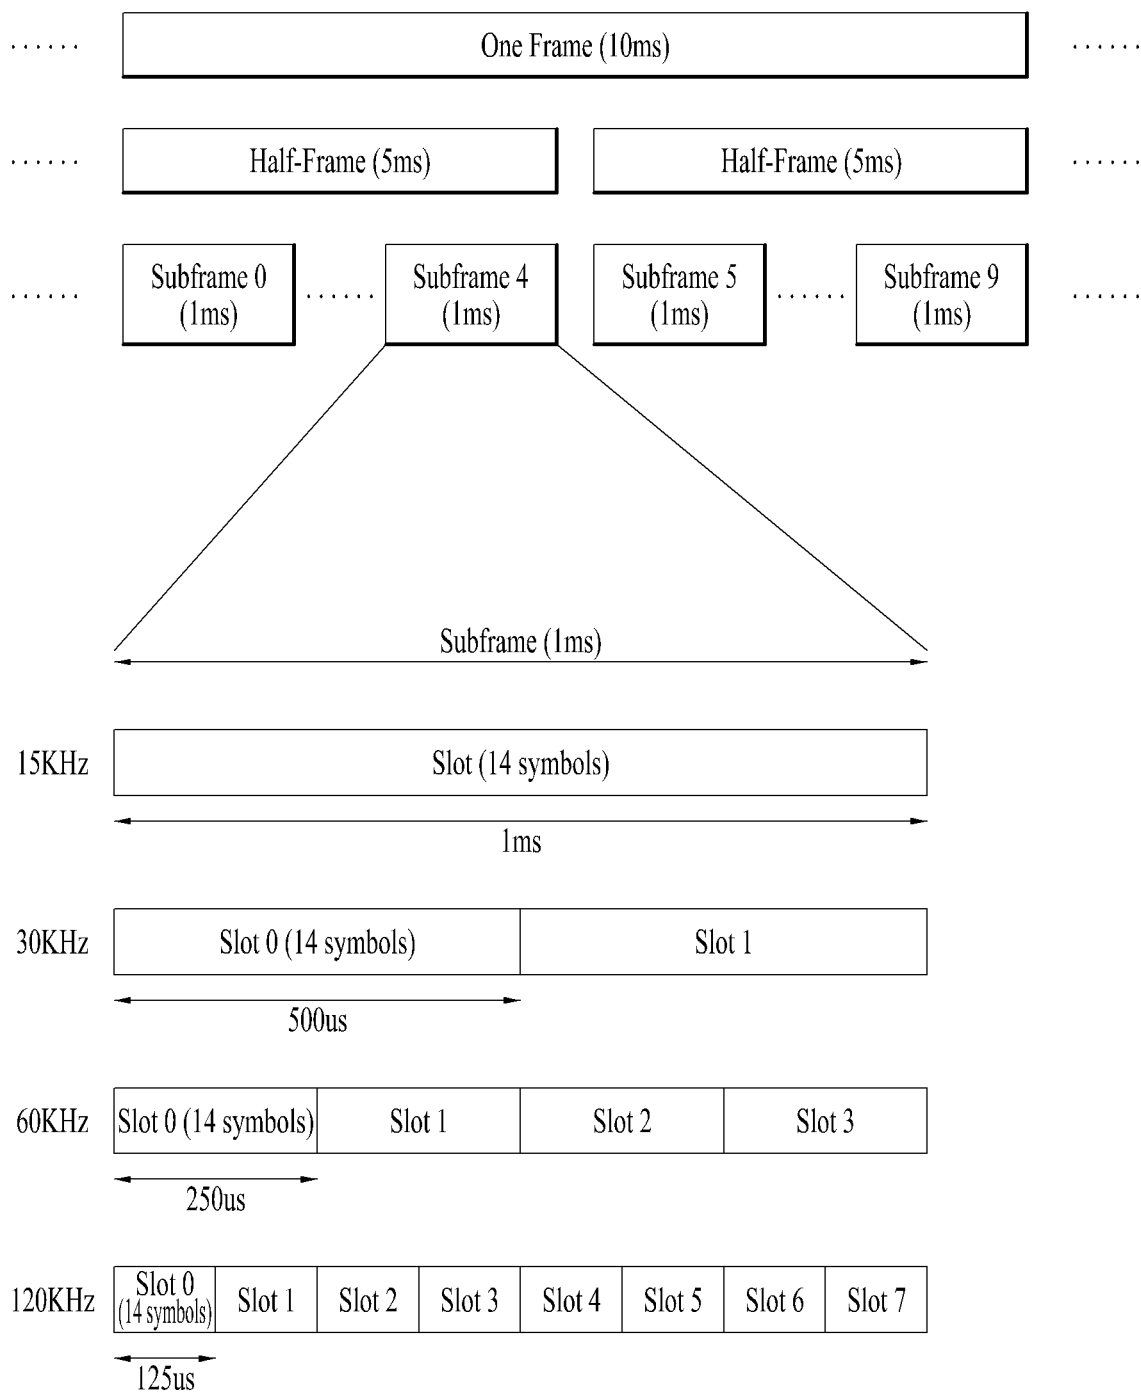 ...... One Frame (10ms) ......
...... Half-Frame (5ms) Half-Frame (5ms) ......
...... Subframe 0 (1ms) ...... Subframe 4 (1ms) Subframe 5 (1ms) ...... Subframe 9 (1ms) ......
Subframe (1ms)
15KHz Slot (14 symbols)
1ms
30KHz Slot 0 (14 symbols) Slot 1
500us
60KHz Slot 0 (14 symbols) Slot 1 Slot 2 Slot 3
250us
120KHz Slot 0 (14 symbols) Slot 1 Slot 2 Slot 3 Slot 4 Slot 5 Slot 6 Slot 7
125us